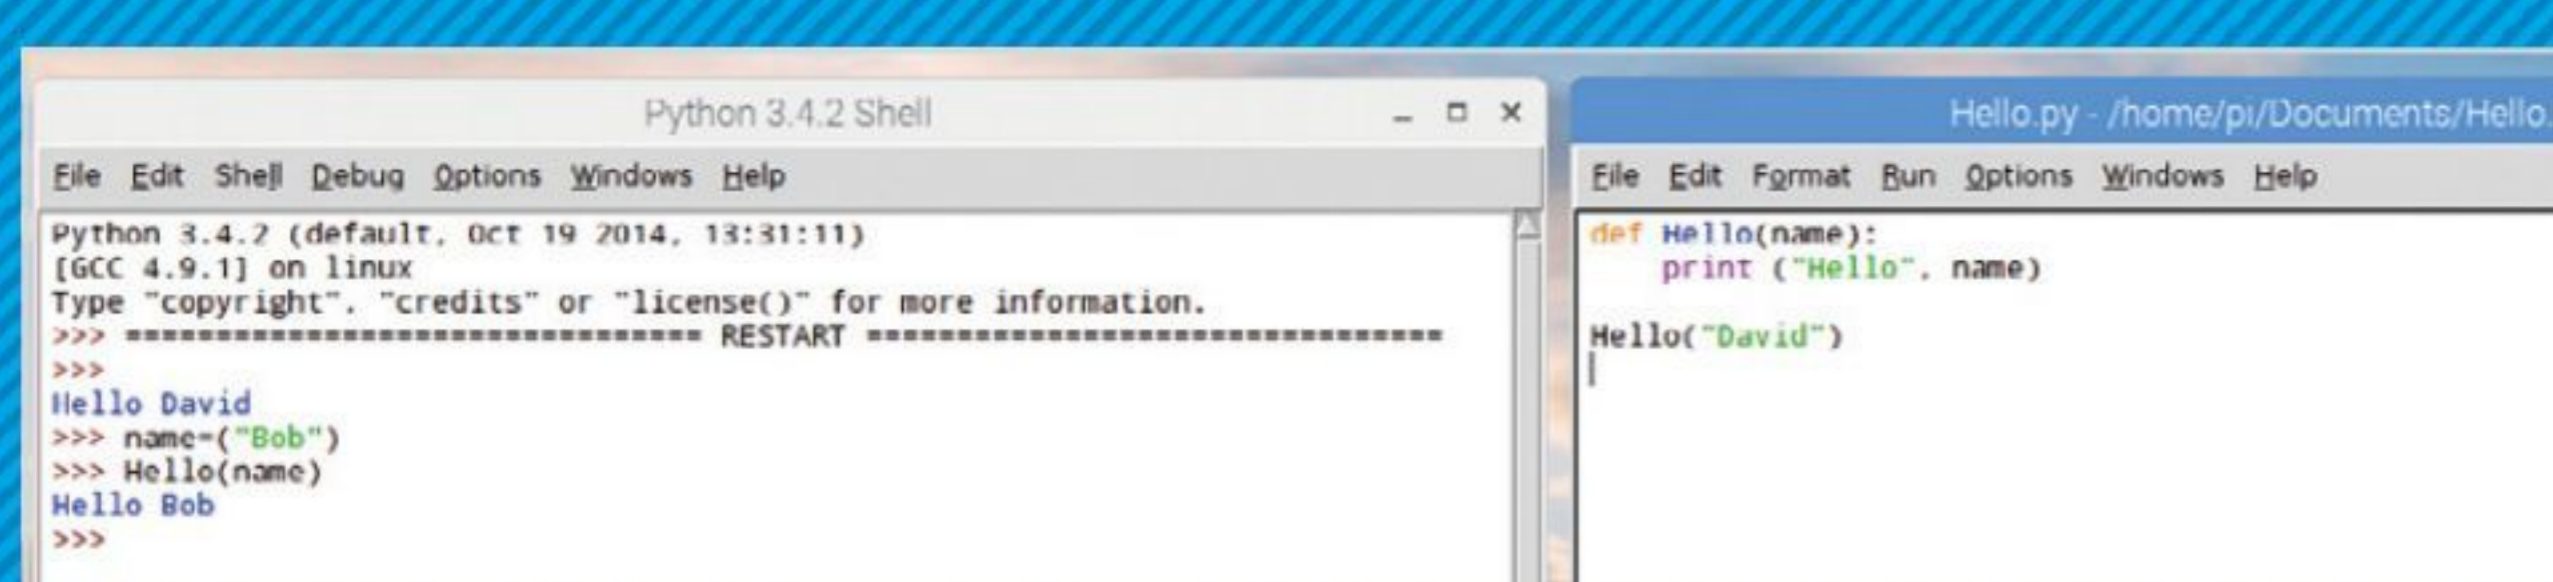 Python 3.4.2 Shell
File Edit Shell Debug Options Windows Help
Python 3.4.2 (default, Oct 19 2014, 13:31:11)
[GCC 4.9.1] on linux
Type "copyright", "credits" or "license()" for more information.
>>> ================================ RESTART ================================
>>>
Hello David
>>> name=("Bob")
>>> Hello(name)
Hello Bob
>>>
Hello.py - /home/pi/Documents/Hello.
File Edit Format Run Options Windows Help
def Hello(name):
    print ("Hello", name)
Hello("David")